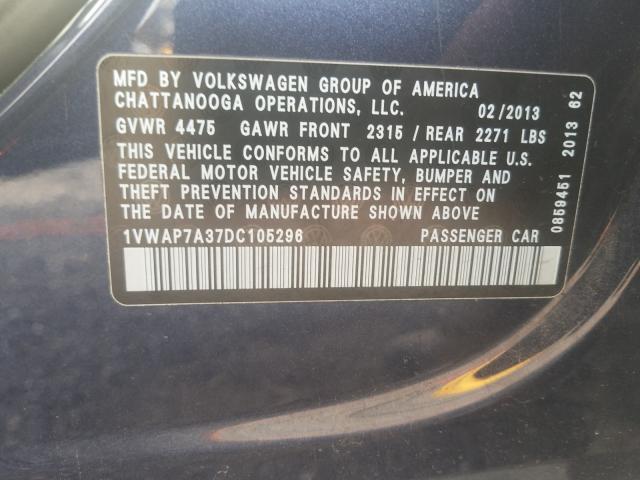 MFD BY VOLKSWAGEN GROUP OF AMERICA
CHATTANOOGA OPERATIONS, LLC. 02/2013
GVWR 4475 GAWR FRONT 2315 / REAR 2271 LBS
THIS VEHICLE CONFORMS TO ALL APPLICABLE U.S.
FEDERAL MOTOR VEHICLE SAFETY, BUMPER AND
THEFT PREVENTION STANDARDS IN EFFECT ON
THE DATE OF MANUFACTURE SHOWN ABOVE
1VWAP7A37DC105296 PASSENGER CAR
0859451 2013 62